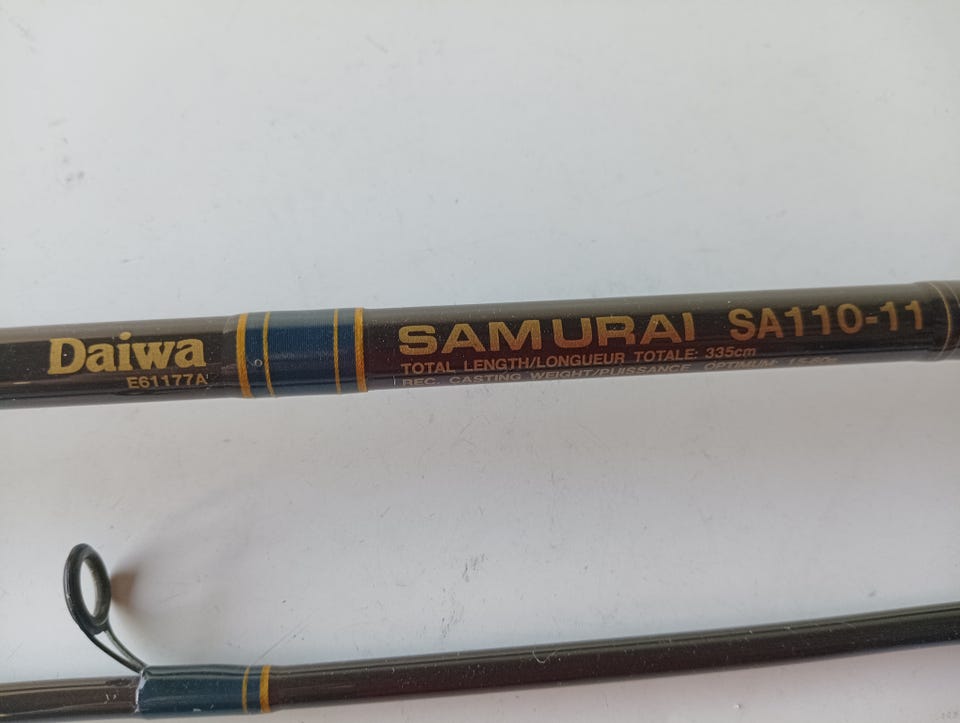 Daiwa
E61177A
SAMURAI SA110-11
TOTAL LENGTH/LONGUEUR TOTALE: 335cm
REC. CASTING WEIGHT/PUISSANCE OPTIMUM: